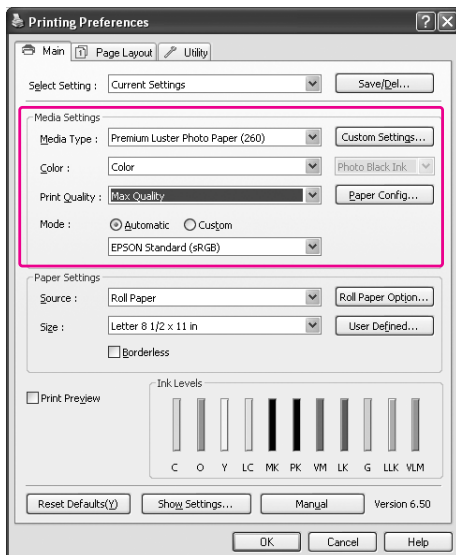 Printing Preferences
Main Page Layout Utility
Select Setting : Current Settings Save/Del...
Media Settings
Media Type : Premium Luster Photo Paper (260) Custom Settings...
Color : Color Photo Black Ink
Print Quality : Max Quality Paper Config...
Mode : Automatic Custom
EPSON Standard (sRGB)
Paper Settings
Source : Roll Paper Roll Paper Option...
Size : Letter 8 1/2 x 11 in User Defined...
Borderless
Print Preview
Ink Levels
C O Y LC MK PK VM LK G LLK VLM
Reset Defaults(Y) Show Settings... Manual Version 6.50
OK Cancel Help